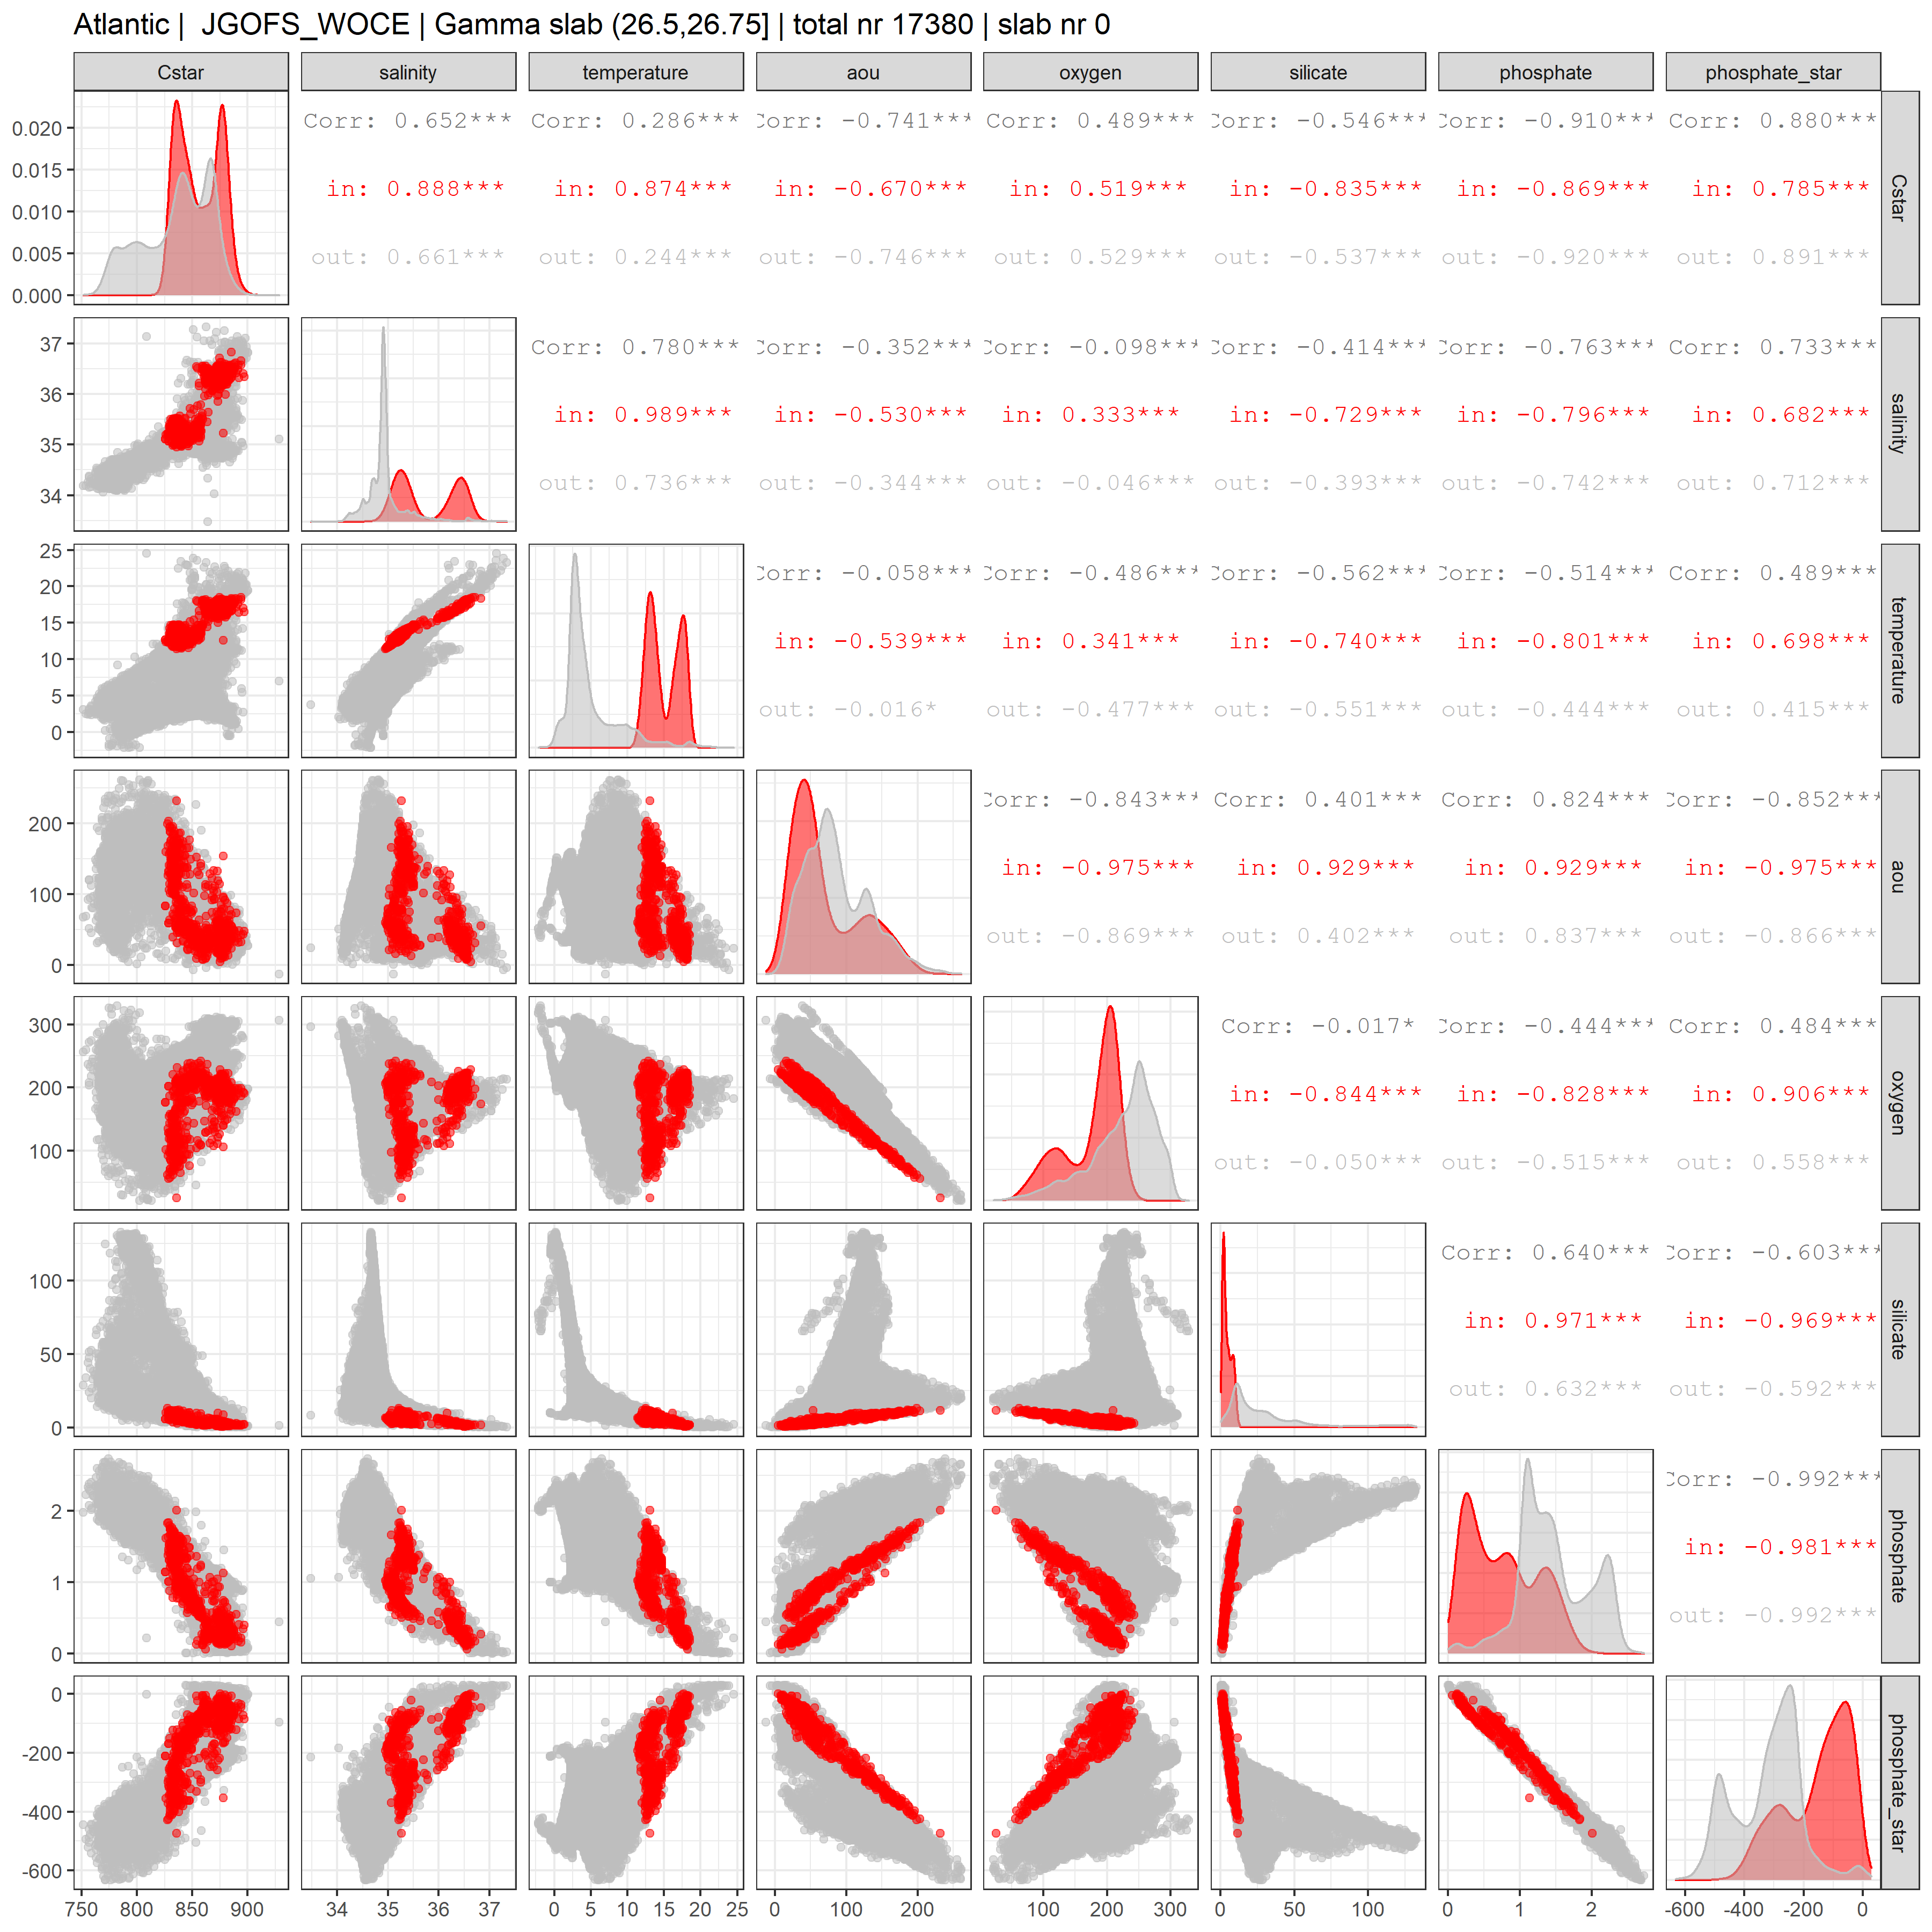 Atlantic | JGOFS_WOCE | Gamma slab (26.5,26.75] | total nr 17380 | slab nr 0
Cstar salinity temperature aou oxygen silicate phosphate phosphate_star
0.020
0.015
0.010
0.005
0.000
Corr: 0.652*** Corr: 0.286*** Corr: -0.741*** Corr: 0.489*** Corr: -0.546*** Corr: -0.910*** Corr: 0.880***
in: 0.888*** in: 0.874*** in: -0.670*** in: 0.519*** in: -0.835*** in: -0.869*** in: 0.785***
out: 0.661*** out: 0.244*** out: -0.746*** out: 0.529*** out: -0.537*** out: -0.920*** out: 0.891***
Cstar
37
36
35
34
Corr: 0.780*** Corr: -0.352*** Corr: -0.098*** Corr: -0.414*** Corr: -0.763*** Corr: 0.733***
in: 0.989*** in: -0.530*** in: 0.333*** in: -0.729*** in: -0.796*** in: 0.682***
out: 0.736*** out: -0.344*** out: -0.046*** out: -0.393*** out: -0.742*** out: 0.712***
salinity
25
20
15
10
5
0
Corr: -0.058*** Corr: -0.486*** Corr: -0.562*** Corr: -0.514*** Corr: 0.489***
in: -0.539*** in: 0.341*** in: -0.740*** in: -0.801*** in: 0.698***
out: -0.016* out: -0.477*** out: -0.551*** out: -0.444*** out: 0.415***
temperature
200
100
0
Corr: -0.843*** Corr: 0.401*** Corr: 0.824*** Corr: -0.852***
in: -0.975*** in: 0.929*** in: 0.929*** in: -0.975***
out: -0.869*** out: 0.402*** out: 0.837*** out: -0.866***
aou
300
200
100
Corr: -0.017* Corr: -0.444*** Corr: 0.484***
in: -0.844*** in: -0.828*** in: 0.906***
out: -0.050*** out: -0.515*** out: 0.558***
oxygen
100
50
0
Corr: 0.640*** Corr: -0.603***
in: 0.971*** in: -0.969***
out: 0.632*** out: -0.592***
silicate
2
1
0
Corr: -0.992***
in: -0.981***
out: -0.992***
phosphate
0
-200
-400
-600
phosphate_star
750 800 850 900 34 35 36 37 0 5 10 15 20 25 0 100 200 100 200 300 0 50 100 0 1 2 -600 -400 -200 0